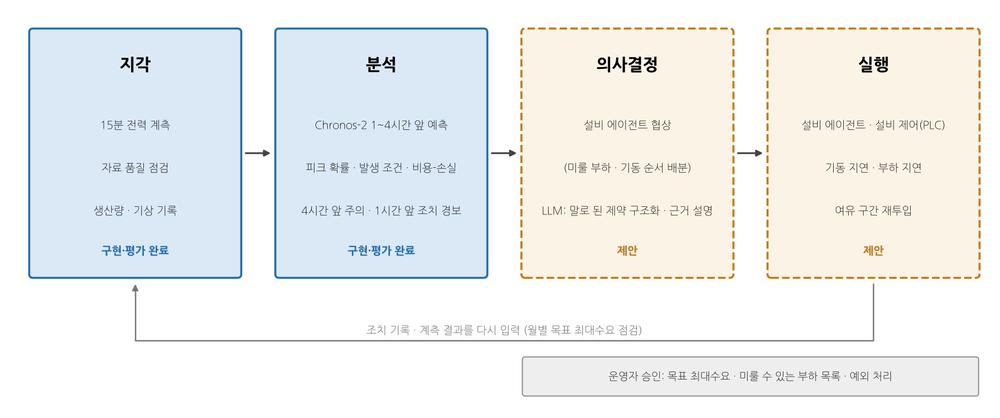 지각
15분 전력 계측
자료 품질 점검
생산량 · 기상 기록
구현·평가 완료
분석
Chronos-2 1~4시간 앞 예측
피크 확률 · 발생 조건 · 비용-손실
4시간 앞 주의 · 1시간 앞 조치 경보
구현·평가 완료
의사결정
설비 에이전트 협상
(미룰 부하 · 기동 순서 배분)
LLM: 말로 된 제약 구조화 · 근거 설명
제안
실행
설비 에이전트 · 설비 제어(PLC)
기동 지연 · 부하 지연
여유 구간 재투입
제안
조치 기록 · 계측 결과를 다시 입력 (월별 목표 최대수요 점검)
운영자 승인: 목표 최대수요 · 미룰 수 있는 부하 목록 · 예외 처리